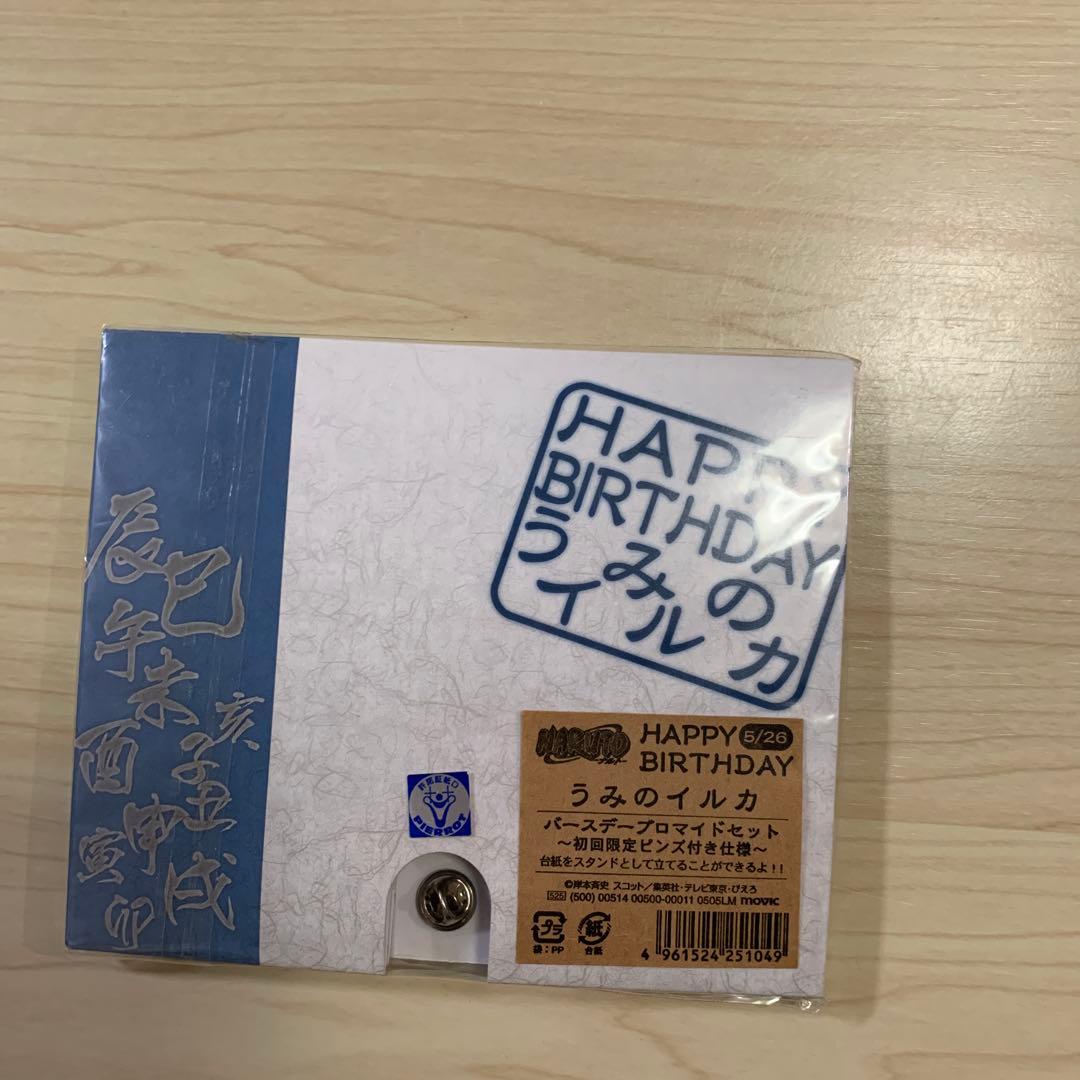 辰巳
午未
酉申
寅卯
亥
子丑
戌
HAPPY
BIRTHDAY
うみの
イルカ
PIERROT
NARUTO
HAPPY 5/26
BIRTHDAY
うみのイルカ
バースデーブロマイドセット
～初回限定ピンズ付き仕様～
台紙をスタンドとして立てることができるよ!!
©岸本斉史 スコット/集英社・テレビ東京・ぴえろ
525 (500) 00514 00500-00011 0505LM movic
プラ 紙
袋:PP 台紙
4 961524 251049